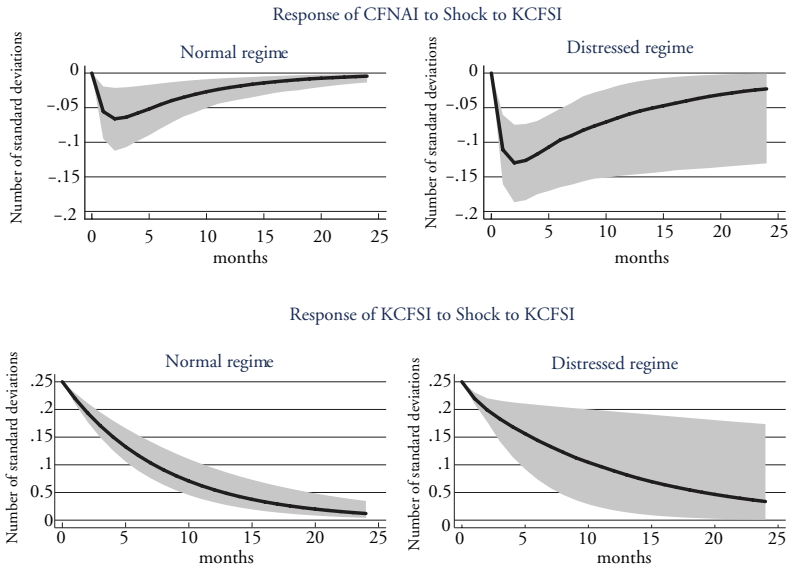 Response of CFNAI to Shock to KCFSI
Normal regime
Number of standard deviations
0
-.05
-.1
-.15
-.2
0 5 10 15 20 25
months
Distressed regime
Number of standard deviations
0
-.05
-.1
-.15
-.2
0 5 10 15 20 25
months
Response of KCFSI to Shock to KCFSI
Normal regime
Number of standard deviations
.25
.2
.15
.1
0.5
0
0 5 10 15 20 25
months
Distressed regime
Number of standard deviations
.25
.2
.15
.1
0.5
0
0 5 10 15 20 25
months